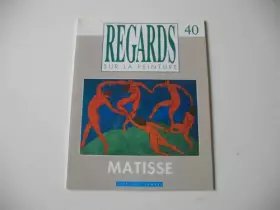 REGARDS
40
SUR LA PEINTURE
MATISSE